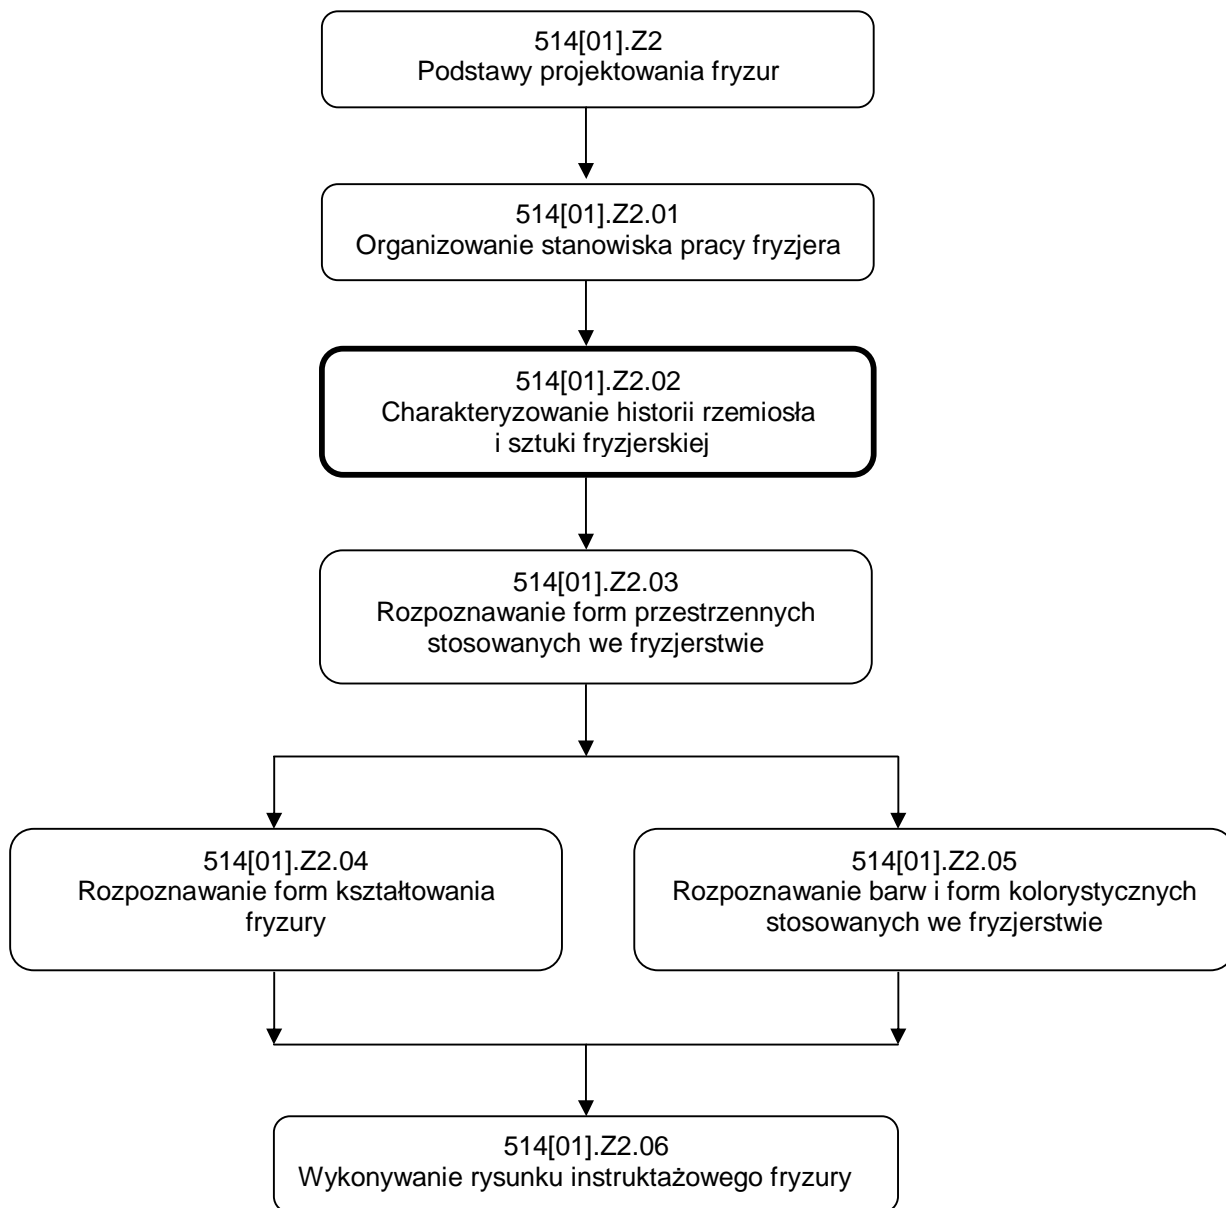 514[01].Z2
Podstawy projektowania fryzur
514[01].Z2.01
Organizowanie stanowiska pracy fryzjera
514[01].Z2.02
Charakteryzowanie historii rzemiosła
i sztuki fryzjerskiej
514[01].Z2.03
Rozpoznawanie form przestrzennych
stosowanych we fryzjerstwie
514[01].Z2.04
Rozpoznawanie form kształtowania
fryzury
514[01].Z2.05
Rozpoznawanie barw i form kolorystycznych
stosowanych we fryzjerstwie
514[01].Z2.06
Wykonywanie rysunku instruktażowego fryzury